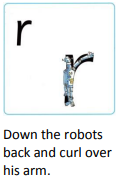 r
Down the robots
back and curl over
his arm.